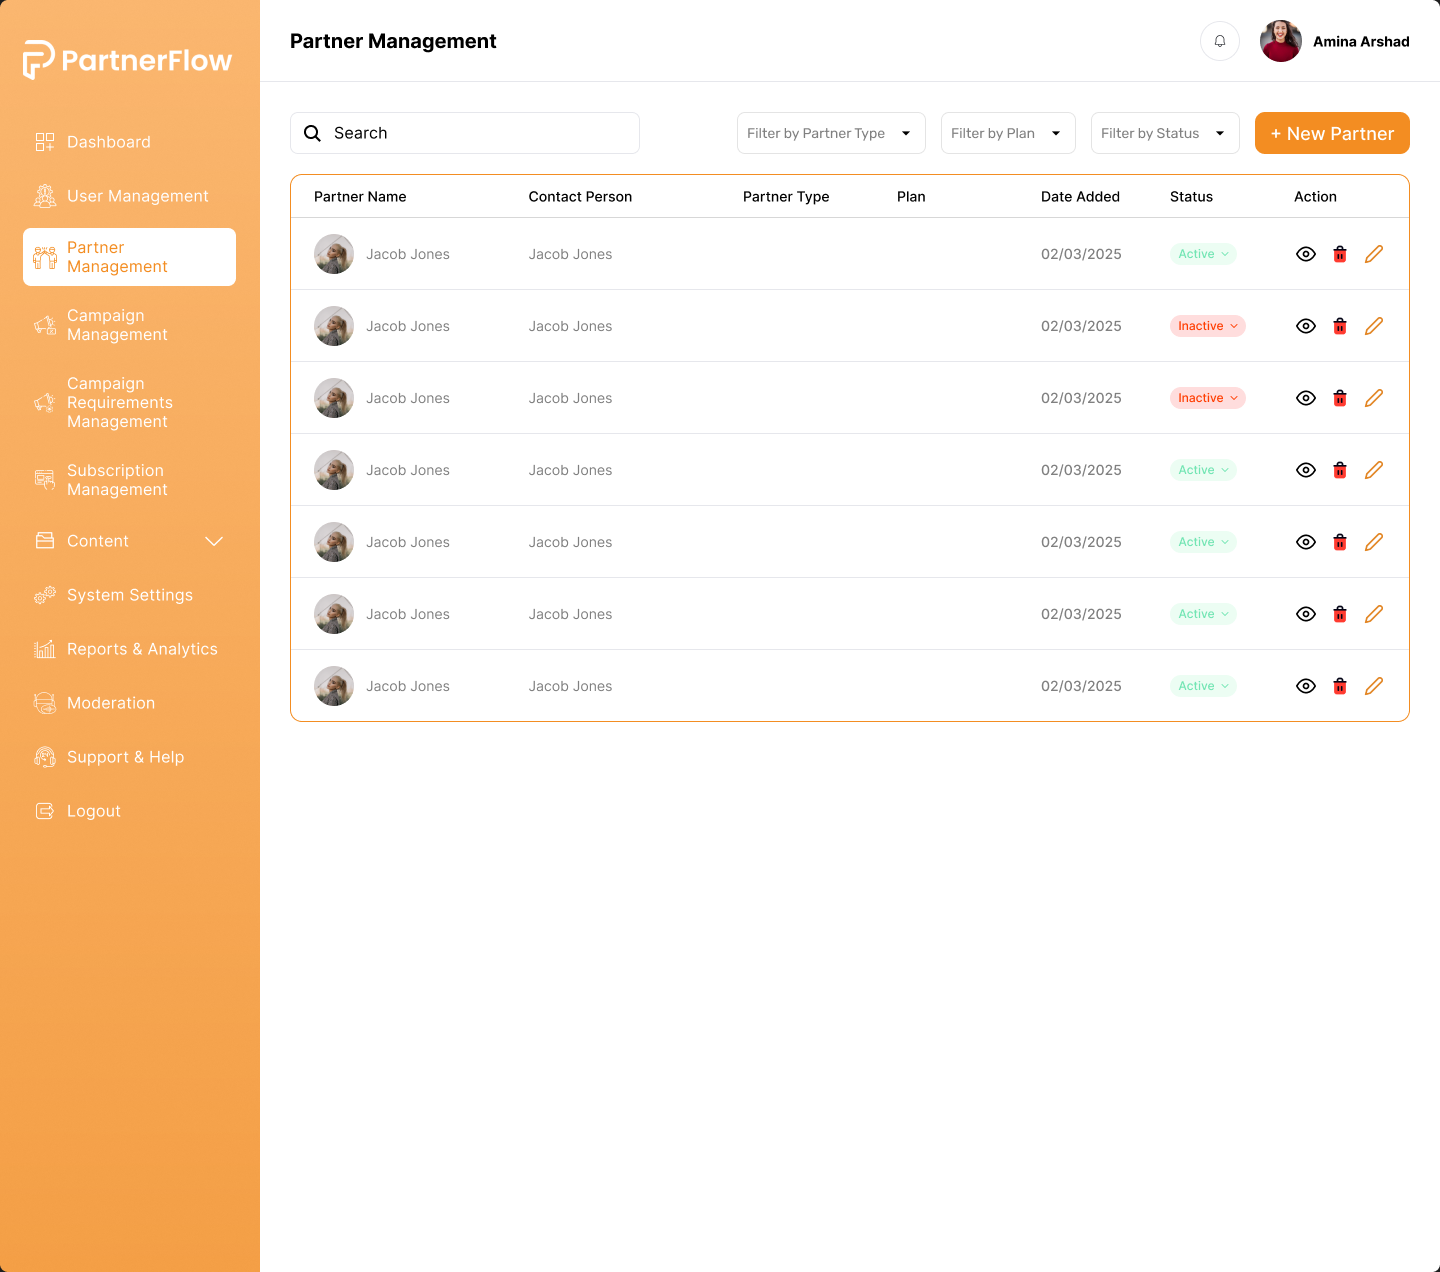 PartnerFlow
Dashboard
User Management
Partner
Management
Campaign
Management
Campaign
Requirements
Management
Subscription
Management
Content
System Settings
Reports & Analytics
Moderation
Support & Help
Logout
Partner Management
Amina Arshad
Search
Filter by Partner Type
Filter by Plan
Filter by Status
+ New Partner
Partner Name Contact Person Partner Type Plan Date Added Status Action
Jacob Jones Jacob Jones 02/03/2025 Active
Jacob Jones Jacob Jones 02/03/2025 Inactive
Jacob Jones Jacob Jones 02/03/2025 Inactive
Jacob Jones Jacob Jones 02/03/2025 Active
Jacob Jones Jacob Jones 02/03/2025 Active
Jacob Jones Jacob Jones 02/03/2025 Active
Jacob Jones Jacob Jones 02/03/2025 Active